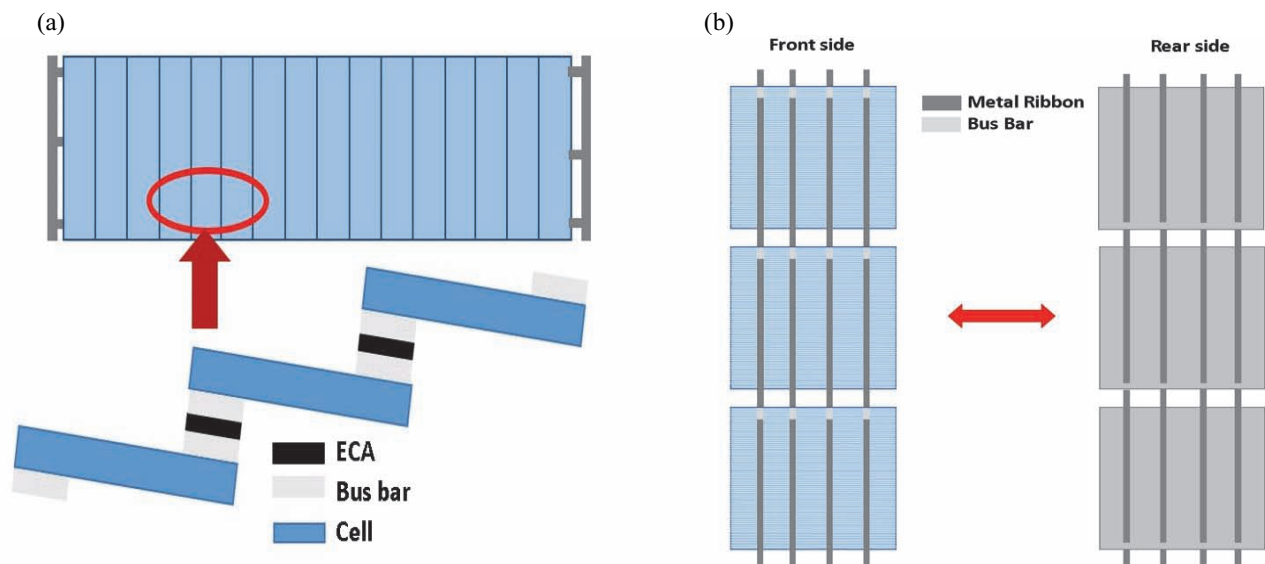 (a)
ECA
Bus bar
Cell
(b)
Front side
Rear side
Metal Ribbon
Bus Bar